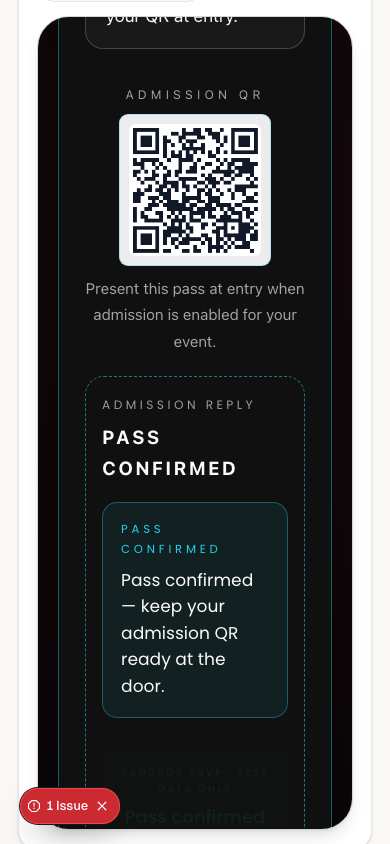 your QR at entry.
ADMISSION QR
Present this pass at entry when
admission is enabled for your
event.
ADMISSION REPLY
PASS
CONFIRMED
PASS
CONFIRMED
Pass confirmed
— keep your
admission QR
ready at the
door.
Pass confirmed
1 Issue